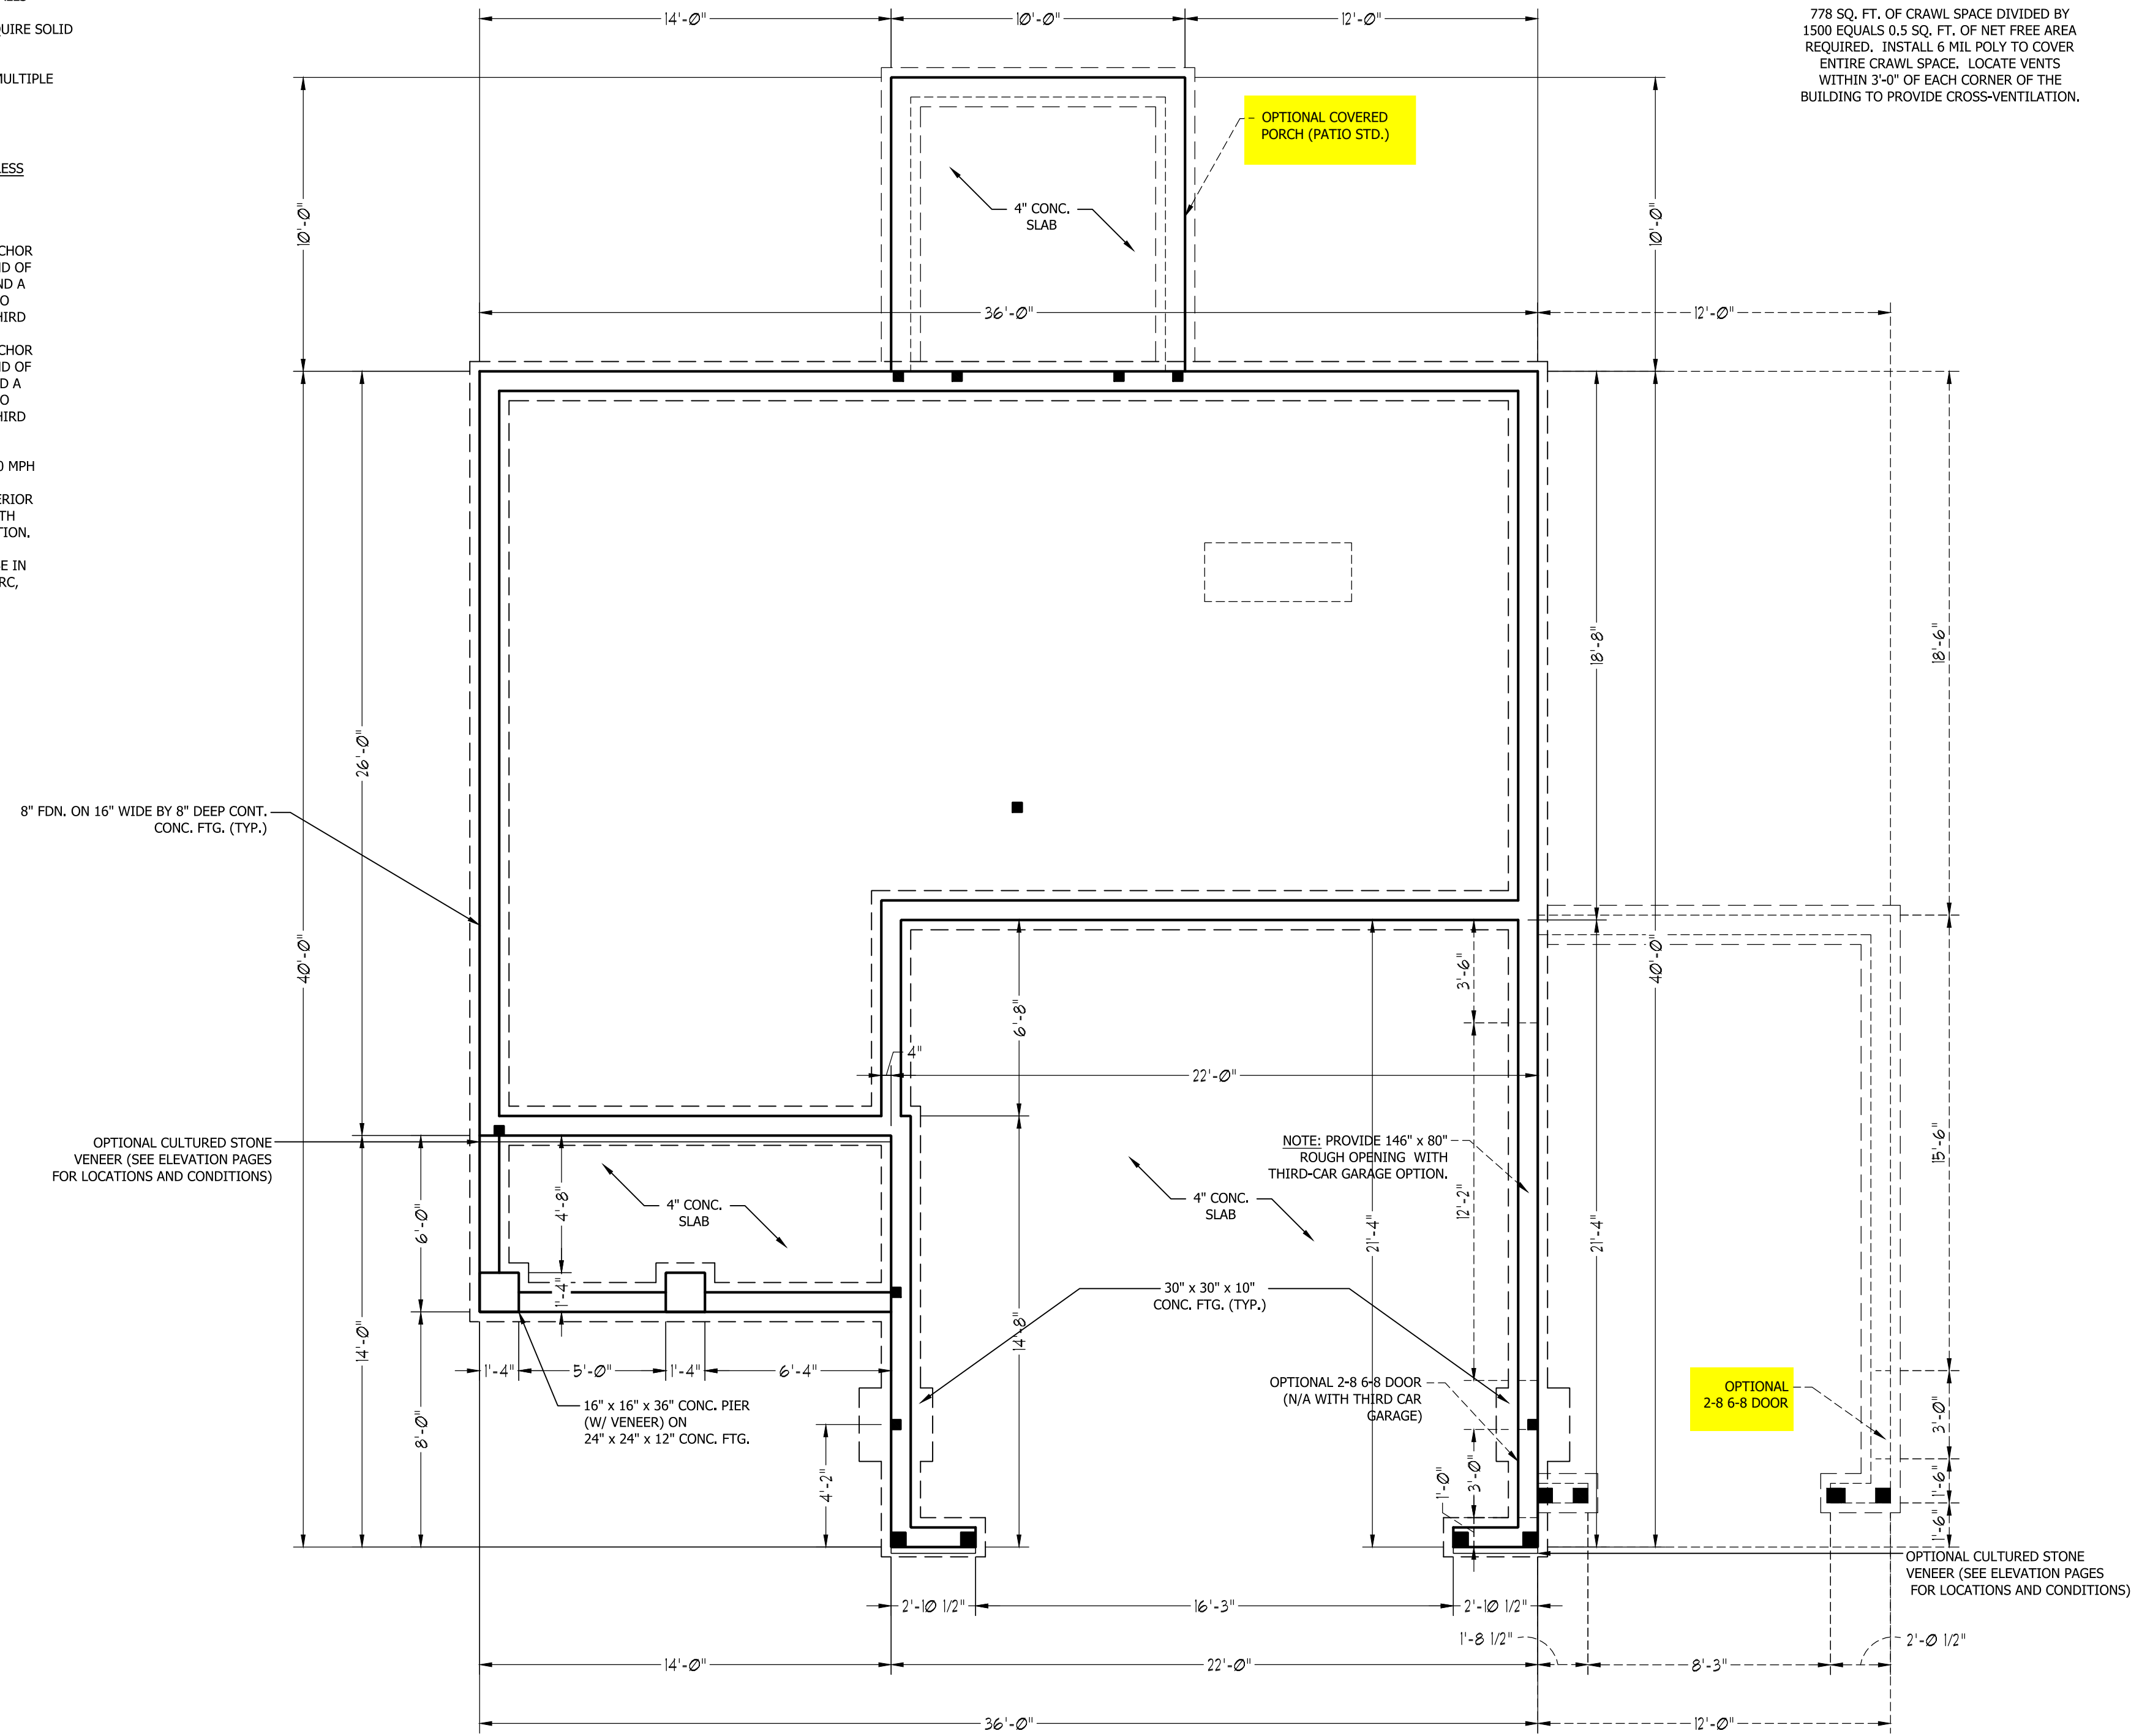 ALLS
QUIRE SOLID
MULTIPLE
LESS
CHOR
ND OF
ND A
TO
HIRD
CHOR
ND OF
D A
TO
HIRD
0 MPH
ERIOR
TH
TION.
SE IN
RC,
778 SQ. FT. OF CRAWL SPACE DIVIDED BY
1500 EQUALS 0.5 SQ. FT. OF NET FREE AREA
REQUIRED.  INSTALL 6 MIL POLY TO COVER
ENTIRE CRAWL SPACE.  LOCATE VENTS
WITHIN 3'-0" OF EACH CORNER OF THE
BUILDING TO PROVIDE CROSS-VENTILATION.
14'-0"
10'-0"
12'-0"
OPTIONAL COVERED
PORCH (PATIO STD.)
4" CONC.
SLAB
10'-0"
10'-0"
36'-0"
12'-0"
18'-8"
18'-6"
26'-0"
8" FDN. ON 16" WIDE BY 8" DEEP CONT.
CONC. FTG. (TYP.)
40'-0"
40'-0"
6'-8"
3'-6"
4"
22'-0"
OPTIONAL CULTURED STONE
VENEER (SEE ELEVATION PAGES
FOR LOCATIONS AND CONDITIONS)
NOTE: PROVIDE 146" x 80"
ROUGH OPENING  WITH
THIRD-CAR GARAGE OPTION.
15'-6"
4'-8"
4" CONC.
SLAB
4" CONC.
SLAB
12'-2"
6'-0"
21'-4"
21'-4"
1'-4"
30" x 30" x 10"
CONC. FTG. (TYP.)
14'-0"
14'-8"
1'-4"
5'-0"
1'-4"
6'-4"
16" x 16" x 36" CONC. PIER
(W/ VENEER) ON
24" x 24" x 12" CONC. FTG.
OPTIONAL 2-8 6-8 DOOR
(N/A WITH THIRD CAR
GARAGE)
OPTIONAL
2-8 6-8 DOOR
8'-0"
4'-2"
1'-0"
3'-0"
3'-0"
1'-6"
1'-6"
OPTIONAL CULTURED STONE
VENEER (SEE ELEVATION PAGES
FOR LOCATIONS AND CONDITIONS)
2'-10 1/2"
16'-3"
2'-10 1/2"
1'-8 1/2"
2'-0 1/2"
14'-0"
22'-0"
8'-3"
36'-0"
12'-0"